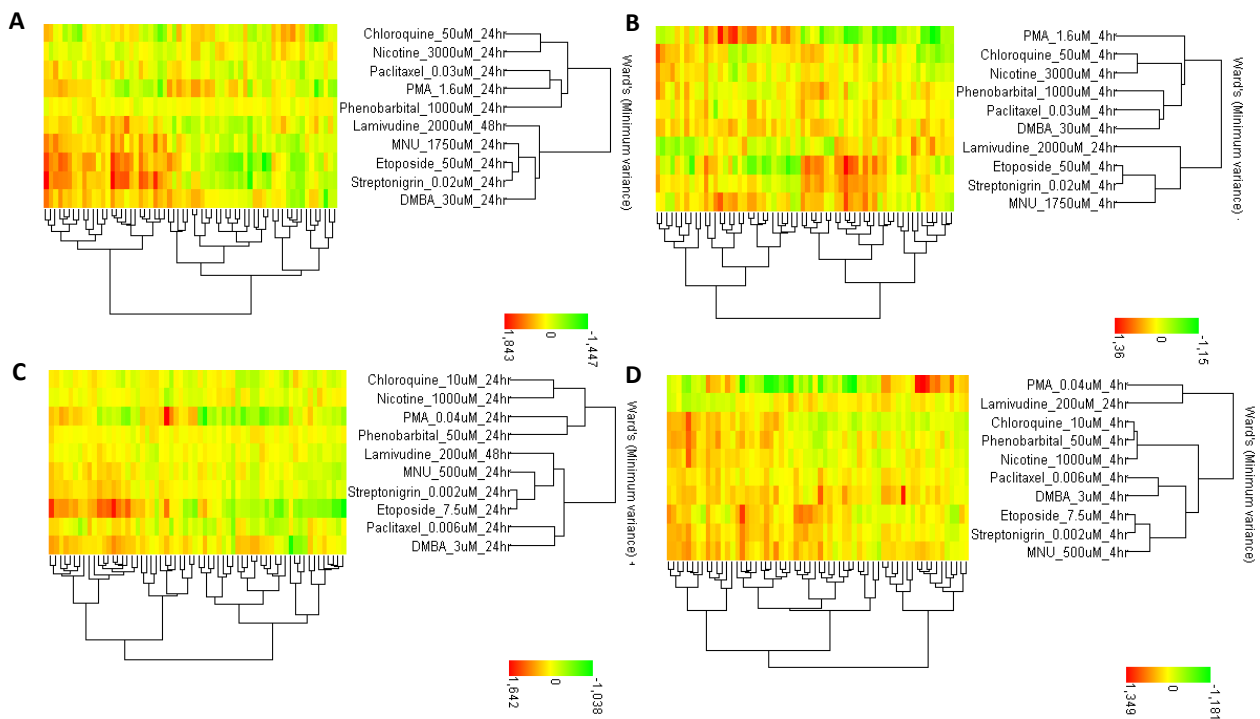 A
Chloroquine_50uM_24hr
Nicotine_3000uM_24hr
Paclitaxel_0.03uM_24hr
PMA_1.6uM_24hr
Phenobarbital_1000uM_24hr
Lamivudine_2000uM_48hr
MNU_1750uM_24hr
Etoposide_50uM_24hr
Streptonigrin_0.02uM_24hr
DMBA_30uM_24hr
Ward's (Minimum variance)
1,843 0 -1,447
B
PMA_1.6uM_4hr
Chloroquine_50uM_4hr
Nicotine_3000uM_4hr
Phenobarbital_1000uM_4hr
Paclitaxel_0.03uM_4hr
DMBA_30uM_4hr
Lamivudine_2000uM_24hr
Etoposide_50uM_4hr
Streptonigrin_0.02uM_4hr
MNU_1750uM_4hr
Ward's (Minimum variance)
1,36 0 -1,15
C
Chloroquine_10uM_24hr
Nicotine_1000uM_24hr
PMA_0.04uM_24hr
Phenobarbital_50uM_24hr
Lamivudine_200uM_48hr
MNU_500uM_24hr
Streptonigrin_0.002uM_24hr
Etoposide_7.5uM_24hr
Paclitaxel_0.006uM_24hr
DMBA_3uM_24hr
Ward's (Minimum variance)
1,642 0 -1,038
D
PMA_0.04uM_4hr
Lamivudine_200uM_24hr
Chloroquine_10uM_4hr
Phenobarbital_50uM_4hr
Nicotine_1000uM_4hr
Paclitaxel_0.006uM_4hr
DMBA_3uM_4hr
Etoposide_7.5uM_4hr
Streptonigrin_0.002uM_4hr
MNU_500uM_4hr
Ward's (Minimum variance)
1,349 0 -1,181